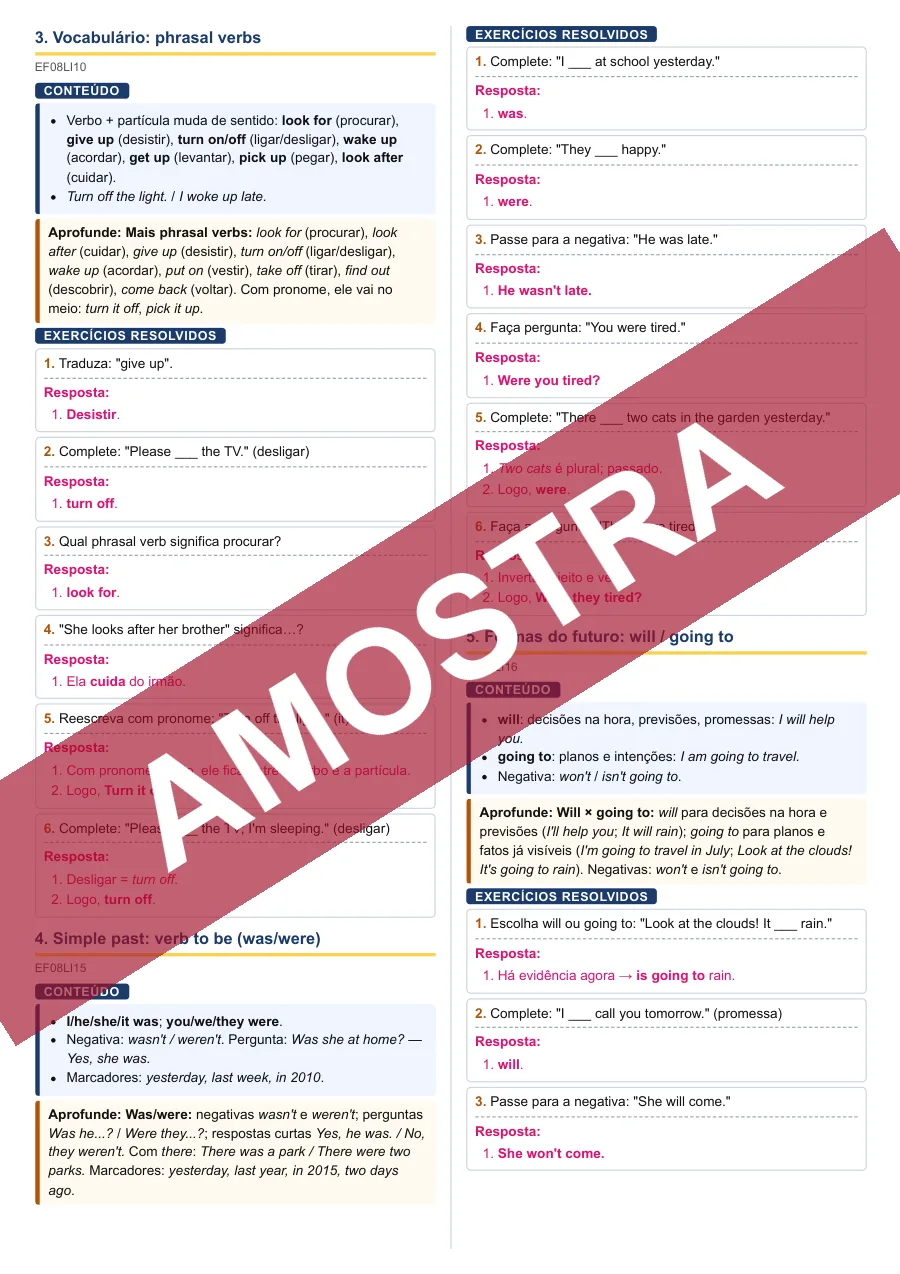 3. Vocabulário: phrasal verbs
EF08LI10
CONTEÚDO
• Verbo + partícula muda de sentido: look for (procurar),
give up (desistir), turn on/off (ligar/desligar), wake up
(acordar), get up (levantar), pick up (pegar), look after
(cuidar).
• Turn off the light. / I woke up late.
Aprofunde: Mais phrasal verbs: look for (procurar), look
after (cuidar), give up (desistir), turn on/off (ligar/desligar),
wake up (acordar), put on (vestir), take off (tirar), find out
(descobrir), come back (voltar). Com pronome, ele vai no
meio: turn it off, pick it up.
EXERCÍCIOS RESOLVIDOS
1. Traduza: "give up".
Resposta:
1. Desistir.
2. Complete: "Please ___ the TV." (desligar)
Resposta:
1. turn off.
3. Qual phrasal verb significa procurar?
Resposta:
1. look for.
4. "She looks after her brother" significa…?
Resposta:
1. Ela cuida do irmão.
5. Reescreva com pronome: off (it)
Resposta:
1. Com pronome ele fica verbo e a partícula.
2. Logo, Turn it
6. Complete: the TV, I'm sleeping." (desligar)
Resposta:
1. Desligar = turn off.
2. Logo, turn off.
4. Simple past: verb to be (was/were)
EF08LI15
CONTEÚDO
• I/he/she/it was; you/we/they were.
• Negativa: wasn't / weren't. Pergunta: Was she at home? —
Yes, she was.
• Marcadores: yesterday, last week, in 2010.
Aprofunde: Was/were: negativas wasn't e weren't; perguntas
Was he...? / Were they...?; respostas curtas Yes, he was. / No,
they weren't. Com there: There was a park / There were two
parks. Marcadores: yesterday, last year, in 2015, two days
ago.
EXERCÍCIOS RESOLVIDOS
1. Complete: "I ___ at school yesterday."
Resposta:
1. was.
2. Complete: "They ___ happy."
Resposta:
1. were.
3. Passe para a negativa: "He was late."
Resposta:
1. He wasn't late.
4. Faça pergunta: "You were tired."
Resposta:
1. Were you tired?
5. Complete: "There ___ two cats in the garden yesterday."
Resposta:
1. Two cats é plural; passado.
2. Logo, were.
6. Faça tired
1.
2. Logo, they tired?
5. Formas do futuro: will / going to
CONTEÚDO
• will: decisões na hora, previsões, promessas: I will help
you.
• going to: planos e intenções: I am going to travel.
• Negativa: won't / isn't going to.
Aprofunde: Will × going to: will para decisões na hora e
previsões (I'll help you; It will rain); going to para planos e
fatos já visíveis (I'm going to travel in July; Look at the clouds!
It's going to rain). Negativas: won't e isn't going to.
EXERCÍCIOS RESOLVIDOS
1. Escolha will ou going to: "Look at the clouds! It ___ rain."
Resposta:
1. Há evidência agora → is going to rain.
2. Complete: "I ___ call you tomorrow." (promessa)
Resposta:
1. will.
3. Passe para a negativa: "She will come."
Resposta:
1. She won't come.
AMOSTRA